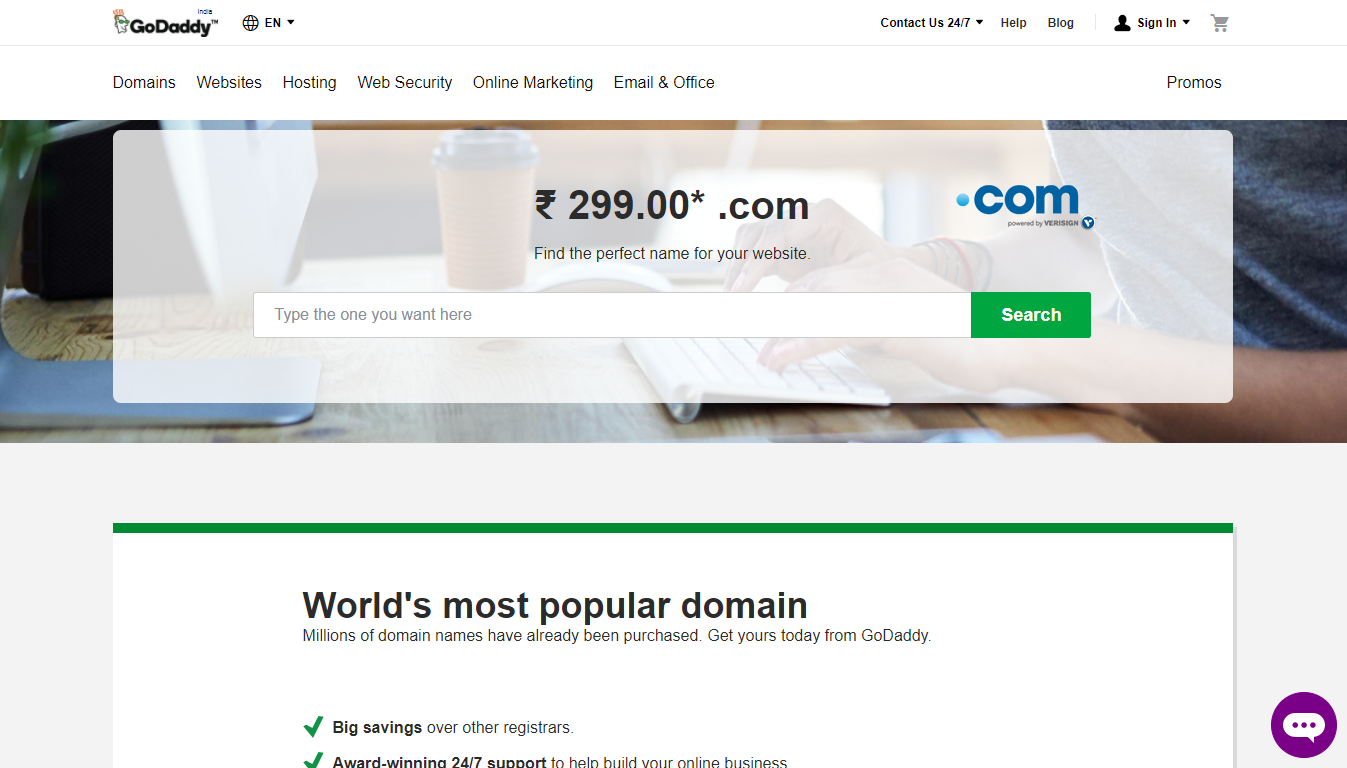 India
GoDaddy™
EN
Contact Us 24/7
Help
Blog
Sign In
Domains
Websites
Hosting
Web Security
Online Marketing
Email & Office
Promos
₹ 299.00* .com
.com
powered by VERISIGN
Find the perfect name for your website.
Type the one you want here
Search
World's most popular domain
Millions of domain names have already been purchased. Get yours today from GoDaddy.
Big savings over other registrars.
Award-winning 24/7 support to help build your online business